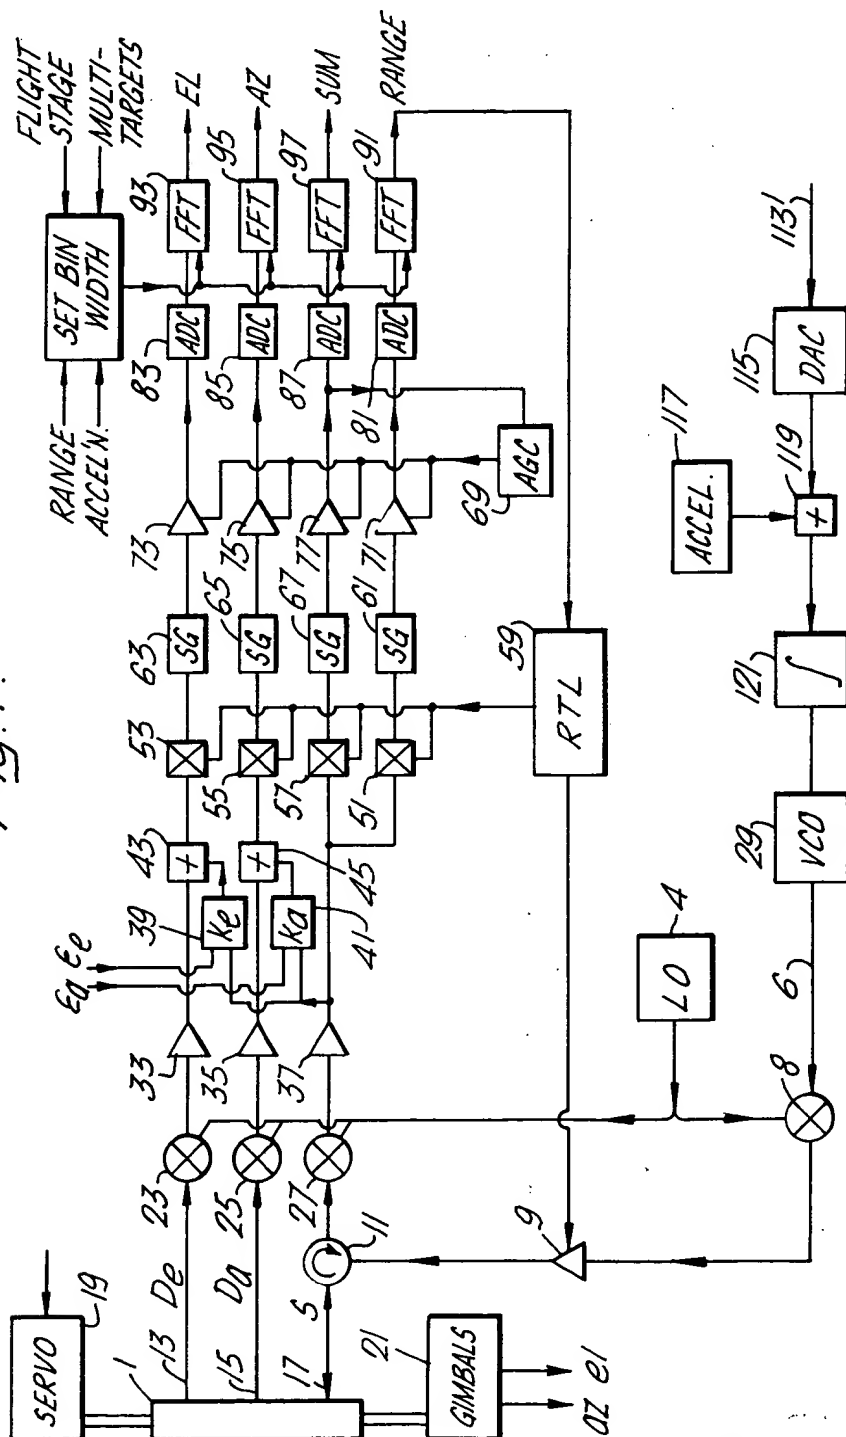 Fig.1.
FLIGHT STAGE
MULTI-TARGETS
RANGE
ACCEL'N.
SET BIN WIDTH
EL
AZ
SUM
RANGE
93
95
97
91
FFT
FFT
FFT
FFT
83
85
87
81
ADC
ADC
ADC
ADC
73
75
77
71
69
AGC
63
65
67
61
SG
SG
SG
SG
53
55
57
51
59
RTL
43
45
39
41
Ke
Ka
εa εe
33
35
37
23
25
27
19
SERVO
1
13 De
15 Da
17 S
11
9
21
GIMBALS
az el
4
LO
8
6
29
VCO
121
∫
119
+
117
ACCEL.
115
DAC
113'
+
+